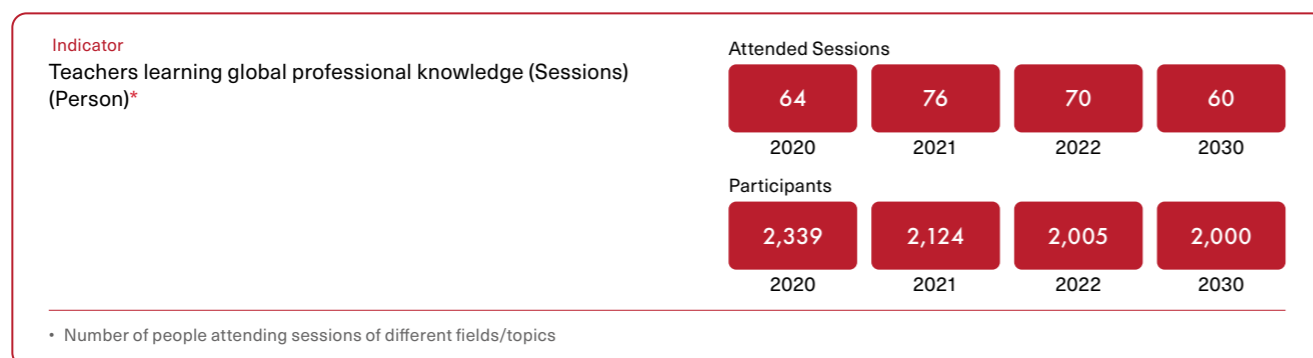 Indicator
Teachers learning global professional knowledge (Sessions)
(Person)*
Attended Sessions
64 76 70 60
2020 2021 2022 2030
Participants
2,339 2,124 2,005 2,000
2020 2021 2022 2030
• Number of people attending sessions of different fields/topics